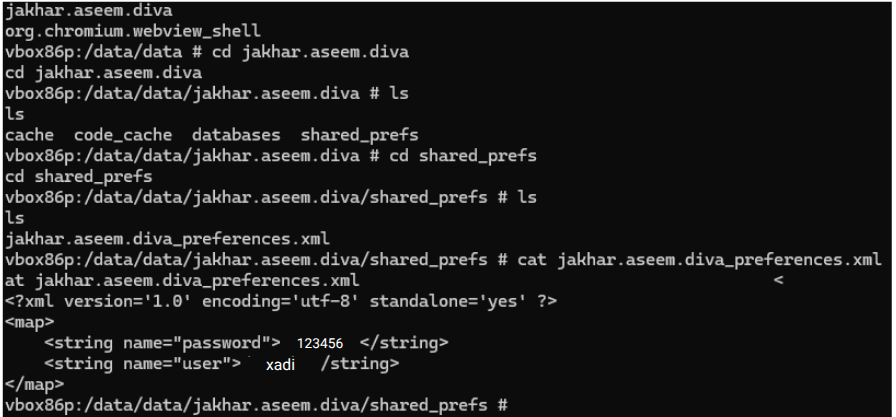 jakhar.aseem.diva
org.chromium.webview_shell
vbox86p:/data/data # cd jakhar.aseem.diva
cd jakhar.aseem.diva
vbox86p:/data/data/jakhar.aseem.diva # ls
ls
cache  code_cache  databases  shared_prefs
vbox86p:/data/data/jakhar.aseem.diva # cd shared_prefs
cd shared_prefs
vbox86p:/data/data/jakhar.aseem.diva/shared_prefs # ls
ls
jakhar.aseem.diva_preferences.xml
vbox86p:/data/data/jakhar.aseem.diva/shared_prefs # cat jakhar.aseem.diva_preferences.xml
at jakhar.aseem.diva_preferences.xml                                          <
<?xml version='1.0' encoding='utf-8' standalone='yes' ?>
<map>
    <string name="password"> 123456 </string>
    <string name="user"> xadi /string>
</map>
vbox86p:/data/data/jakhar.aseem.diva/shared_prefs #